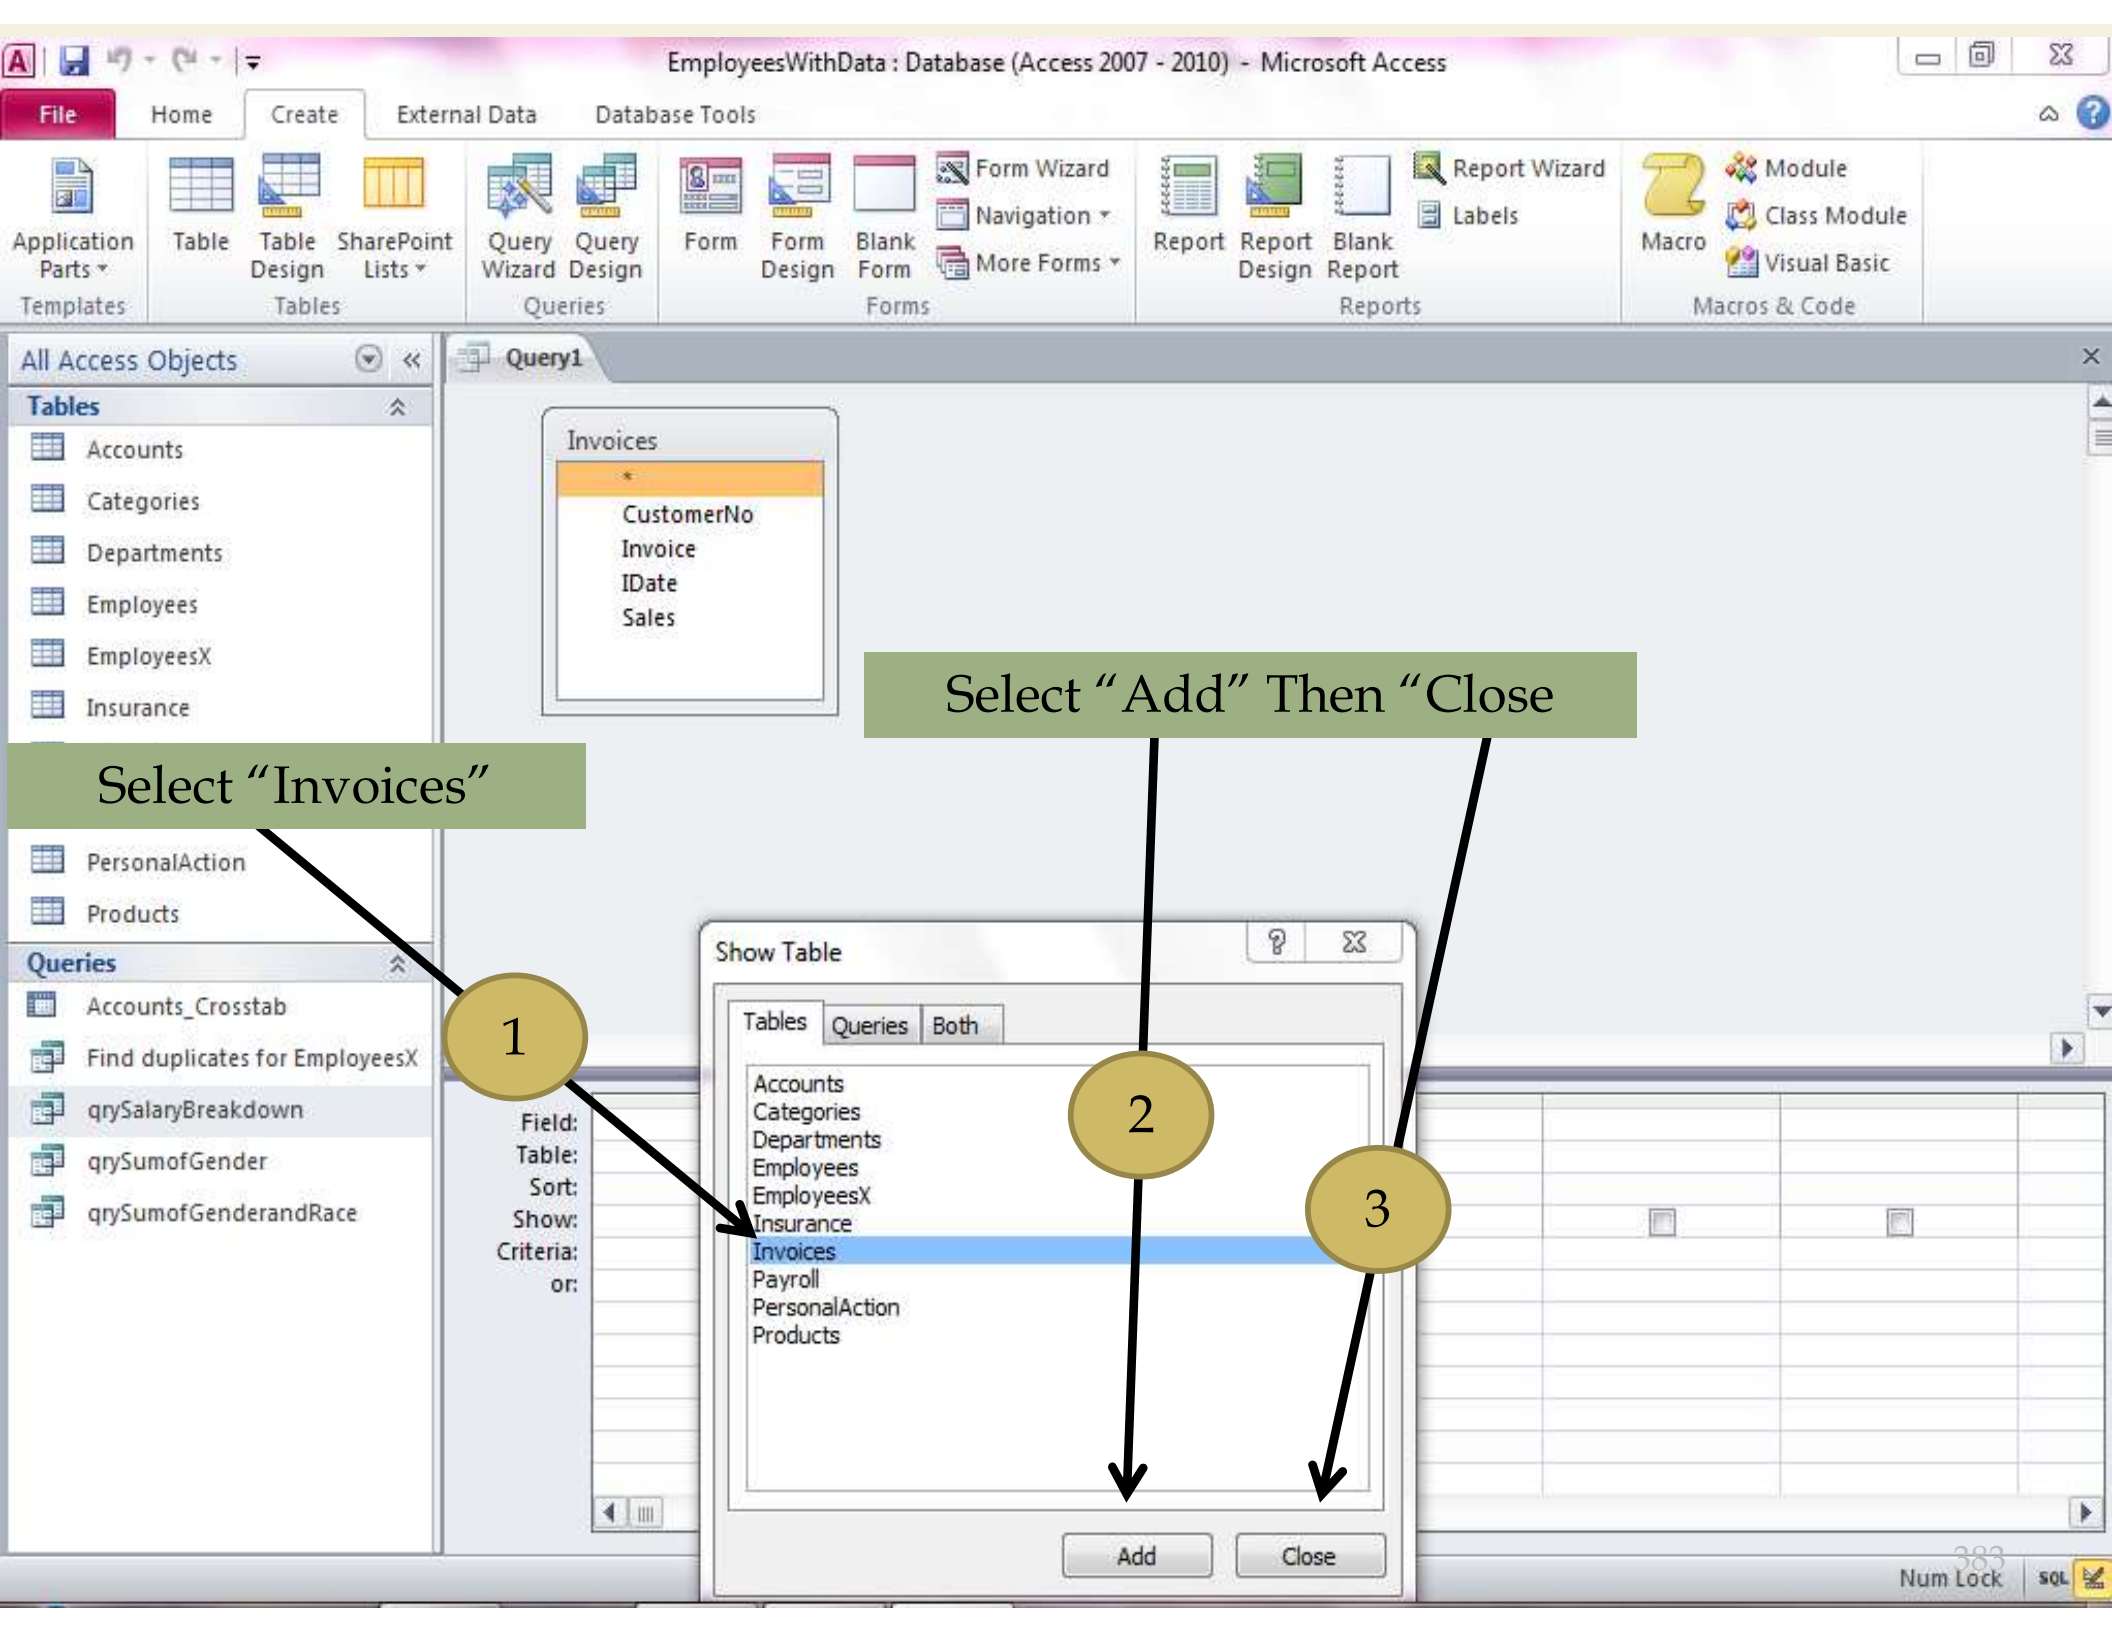 EmployeesWithData : Database (Access 2007 - 2010) - Microsoft Access
File Home Create External Data Database Tools
Application Parts
Table
Table Design
SharePoint Lists
Query Wizard
Query Design
Form
Form Design
Blank Form
Form Wizard
Navigation
More Forms
Report
Report Design
Blank Report
Report Wizard
Labels
Macro
Module
Class Module
Visual Basic
Templates Tables Queries Forms Reports Macros & Code
All Access Objects
Tables
Accounts
Categories
Departments
Employees
EmployeesX
Insurance
PersonalAction
Products
Queries
Accounts_Crosstab
Find duplicates for EmployeesX
qrySalaryBreakdown
qrySumofGender
qrySumofGenderandRace
Query1
Invoices
*
CustomerNo
Invoice
IDate
Sales
Select “Add” Then “Close
Select “Invoices”
1
2
3
Show Table
Tables Queries Both
Accounts
Categories
Departments
Employees
EmployeesX
Insurance
Invoices
Payroll
PersonalAction
Products
Add Close
Field:
Table:
Sort:
Show:
Criteria:
or:
383
Num Lock SQL